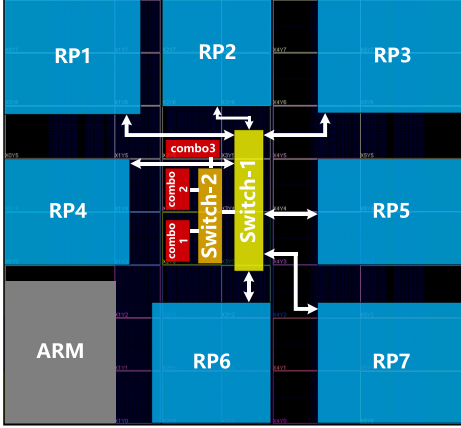 RP1
RP2
RP3
combo3
RP4
combo
2
combo
1
Switch-2
Switch-1
RP5
ARM
RP6
RP7